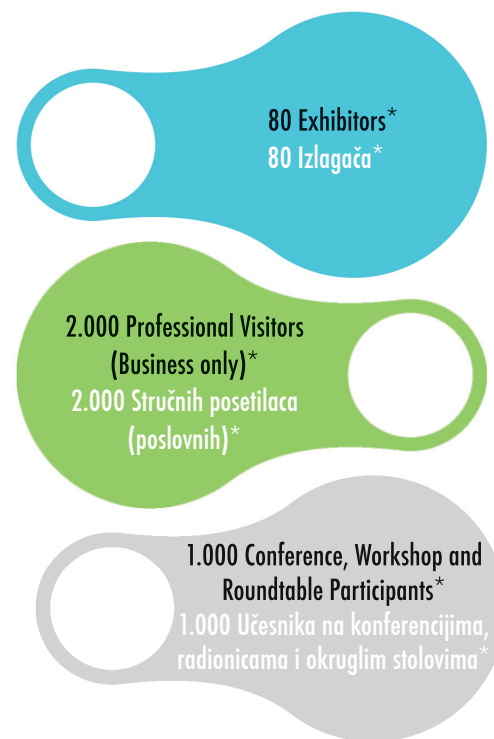 80 Exhibitors*
80 Izlagača*
2.000 Professional Visitors
(Business only)*
2.000 Stručnih posetilaca
(poslovnih)*
1.000 Conference, Workshop and
Roundtable Participants*
1.000 Učesnika na konferencijima,
radionicama i okruglim stolovima*